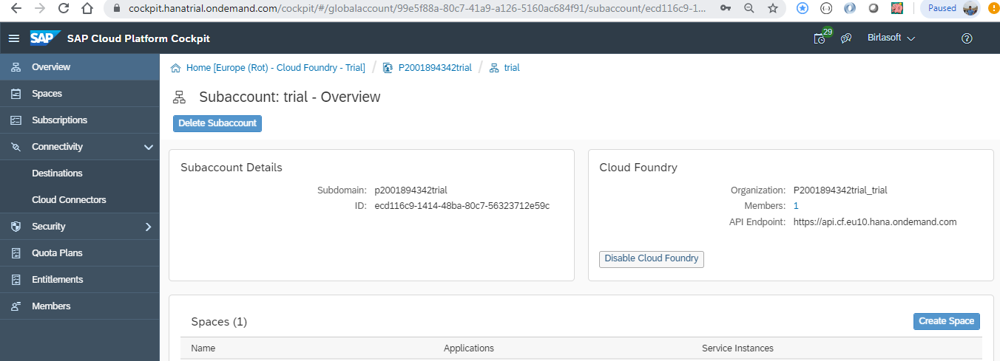 cockpit.hanatrial.ondemand.com/cockpit/#/globalaccount/99e5f88a-80c7-41a9-a126-5160ac684f91/subaccount/ecd116c9-1... Paused
SAP SAP Cloud Platform Cockpit 29 Birlasoft
Overview
Spaces
Subscriptions
Connectivity
Destinations
Cloud Connectors
Security
Quota Plans
Entitlements
Members
Home [Europe (Rot) - Cloud Foundry - Trial] / P2001894342trial / trial
Subaccount: trial - Overview
Delete Subaccount
Subaccount Details
Subdomain: p2001894342trial
ID: ecd116c9-1414-48ba-80c7-56323712e59c
Cloud Foundry
Organization: P2001894342trial_trial
Members: 1
API Endpoint: https://api.cf.eu10.hana.ondemand.com
Disable Cloud Foundry
Spaces (1) Create Space
Name Applications Service Instances